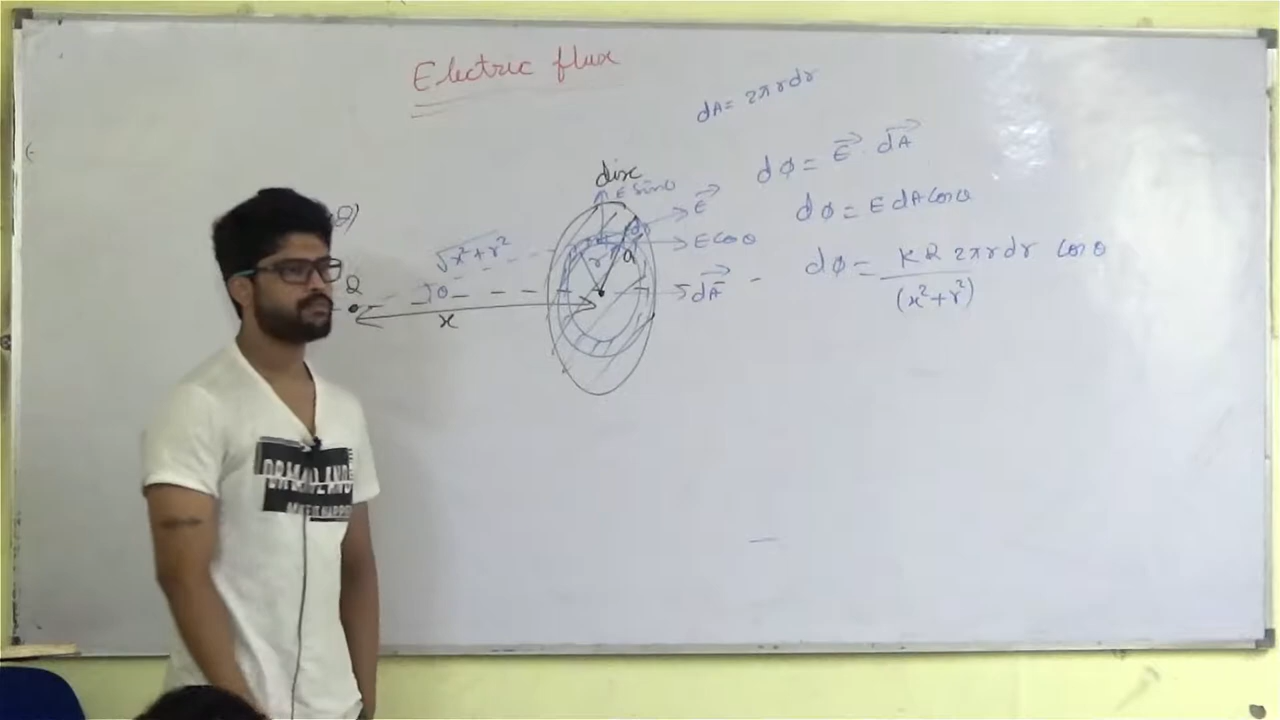 Electric flux
dA = 2πrdr
disc
E sinθ
E⃗
E cosθ
√x²+r²
Q
θ
x
r
a
dA⃗
dϕ = E⃗ . dA⃗
dϕ = E dA cosθ
dϕ = KQ 2πrdr cosθ
(x²+r²)